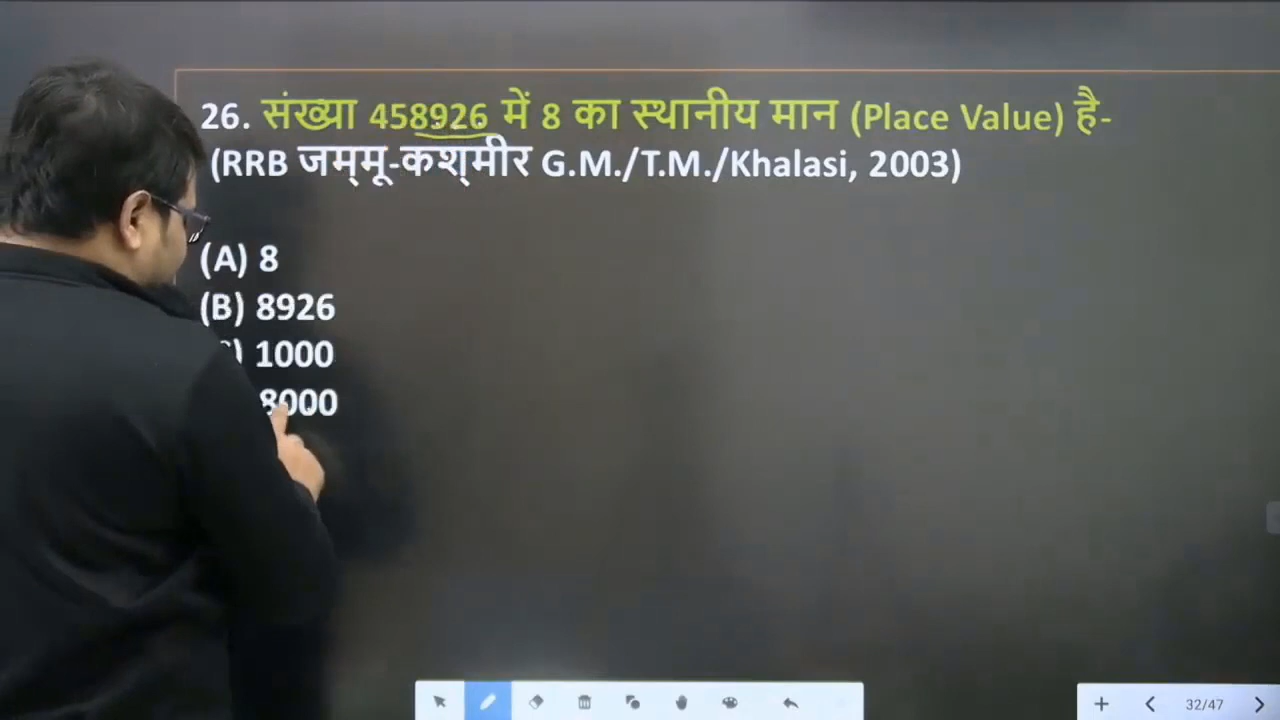 26. संख्या 458926 में 8 का स्थानीय मान (Place Value) है-
(RRB जम्मू-कश्मीर G.M./T.M./Khalasi, 2003)
(A) 8
(B) 8926
) 1000
8000
32/47